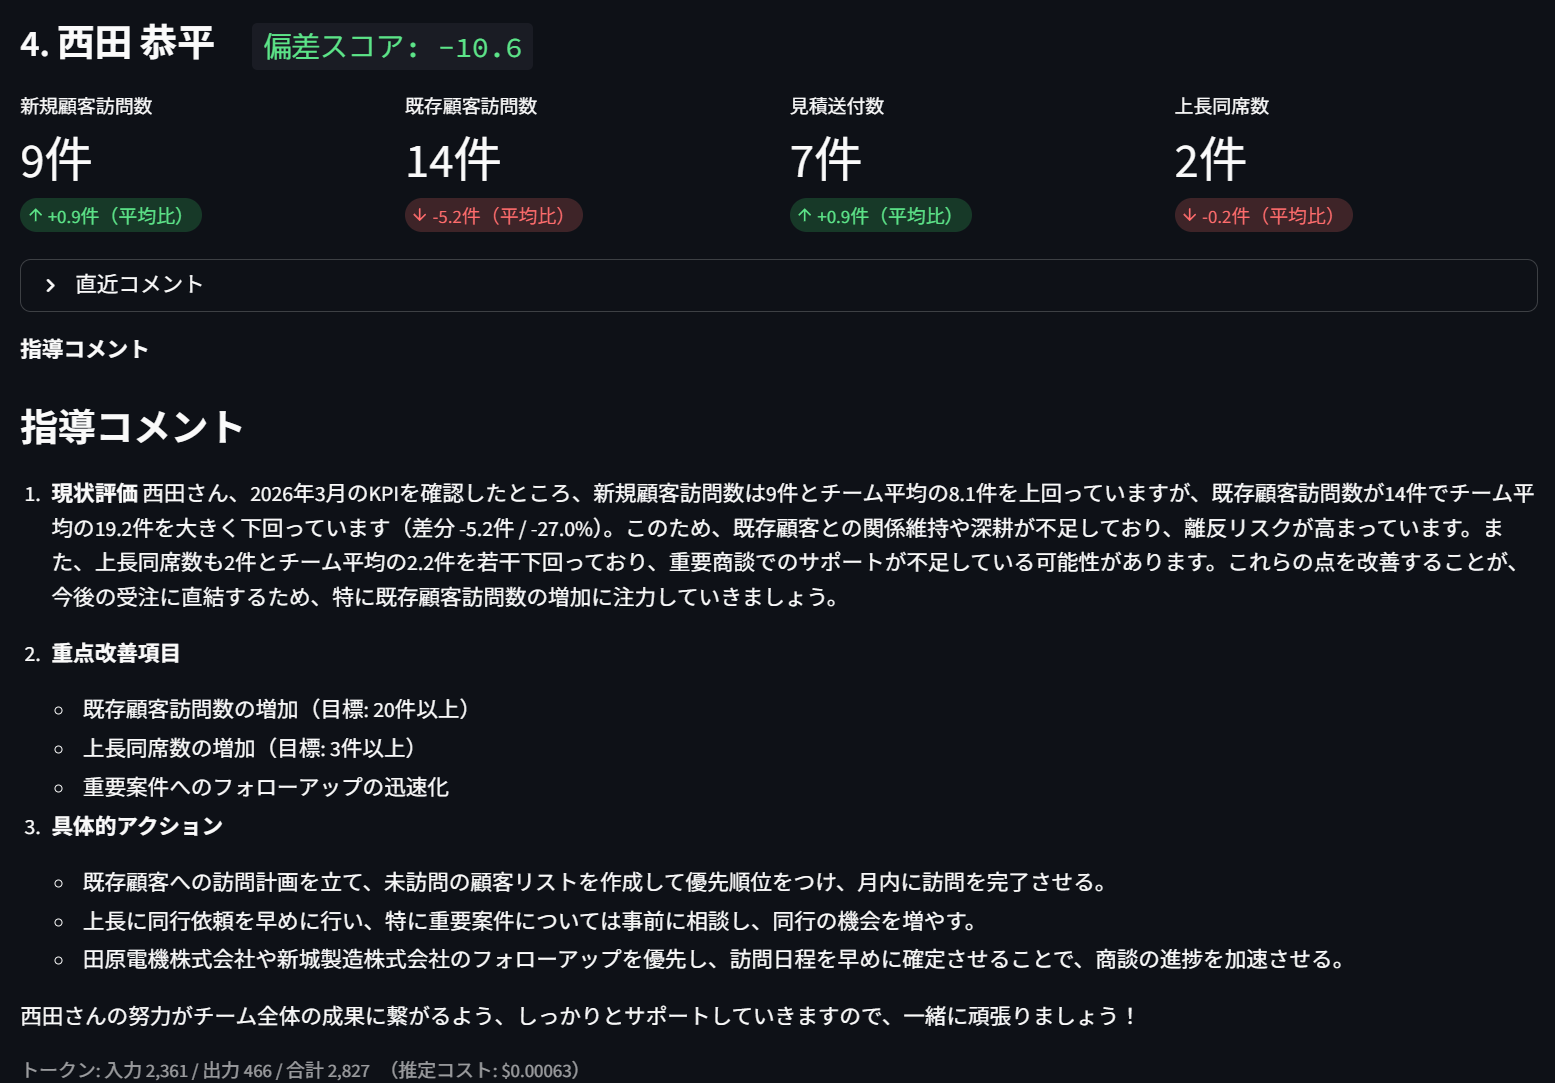 4. 西田 恭平
偏差スコア: -10.6
新規顧客訪問数
9件
↑ +0.9件（平均比）
既存顧客訪問数
14件
↓ -5.2件（平均比）
見積送付数
7件
↑ +0.9件（平均比）
上長同席数
2件
↓ -0.2件（平均比）
直近コメント
指導コメント
指導コメント
1. 現状評価 西田さん、2026年3月のKPIを確認したところ、新規顧客訪問数は9件とチーム平均の8.1件を上回っていますが、既存顧客訪問数が14件でチーム平
均の19.2件を大きく下回っています（差分 -5.2件 / -27.0%）。このため、既存顧客との関係維持や深耕が不足しており、離反リスクが高まっています。ま
た、上長同席数も2件とチーム平均の2.2件を若干下回っており、重要商談でのサポートが不足している可能性があります。これらの点を改善することが、
今後の受注に直結するため、特に既存顧客訪問数の増加に注力していきましょう。
2. 重点改善項目
既存顧客訪問数の増加（目標: 20件以上）
上長同席数の増加（目標: 3件以上）
重要案件へのフォローアップの迅速化
3. 具体的アクション
既存顧客への訪問計画を立て、未訪問の顧客リストを作成して優先順位をつけ、月内に訪問を完了させる。
上長に同行依頼を早めに行い、特に重要案件については事前に相談し、同行の機会を増やす。
田原電機株式会社や新城製造株式会社のフォローアップを優先し、訪問日程を早めに確定させることで、商談の進捗を加速させる。
西田さんの努力がチーム全体の成果に繋がるよう、しっかりとサポートしていきますので、一緒に頑張りましょう！
トークン: 入力 2,361 / 出力 466 / 合計 2,827 （推定コスト: $0.00063）